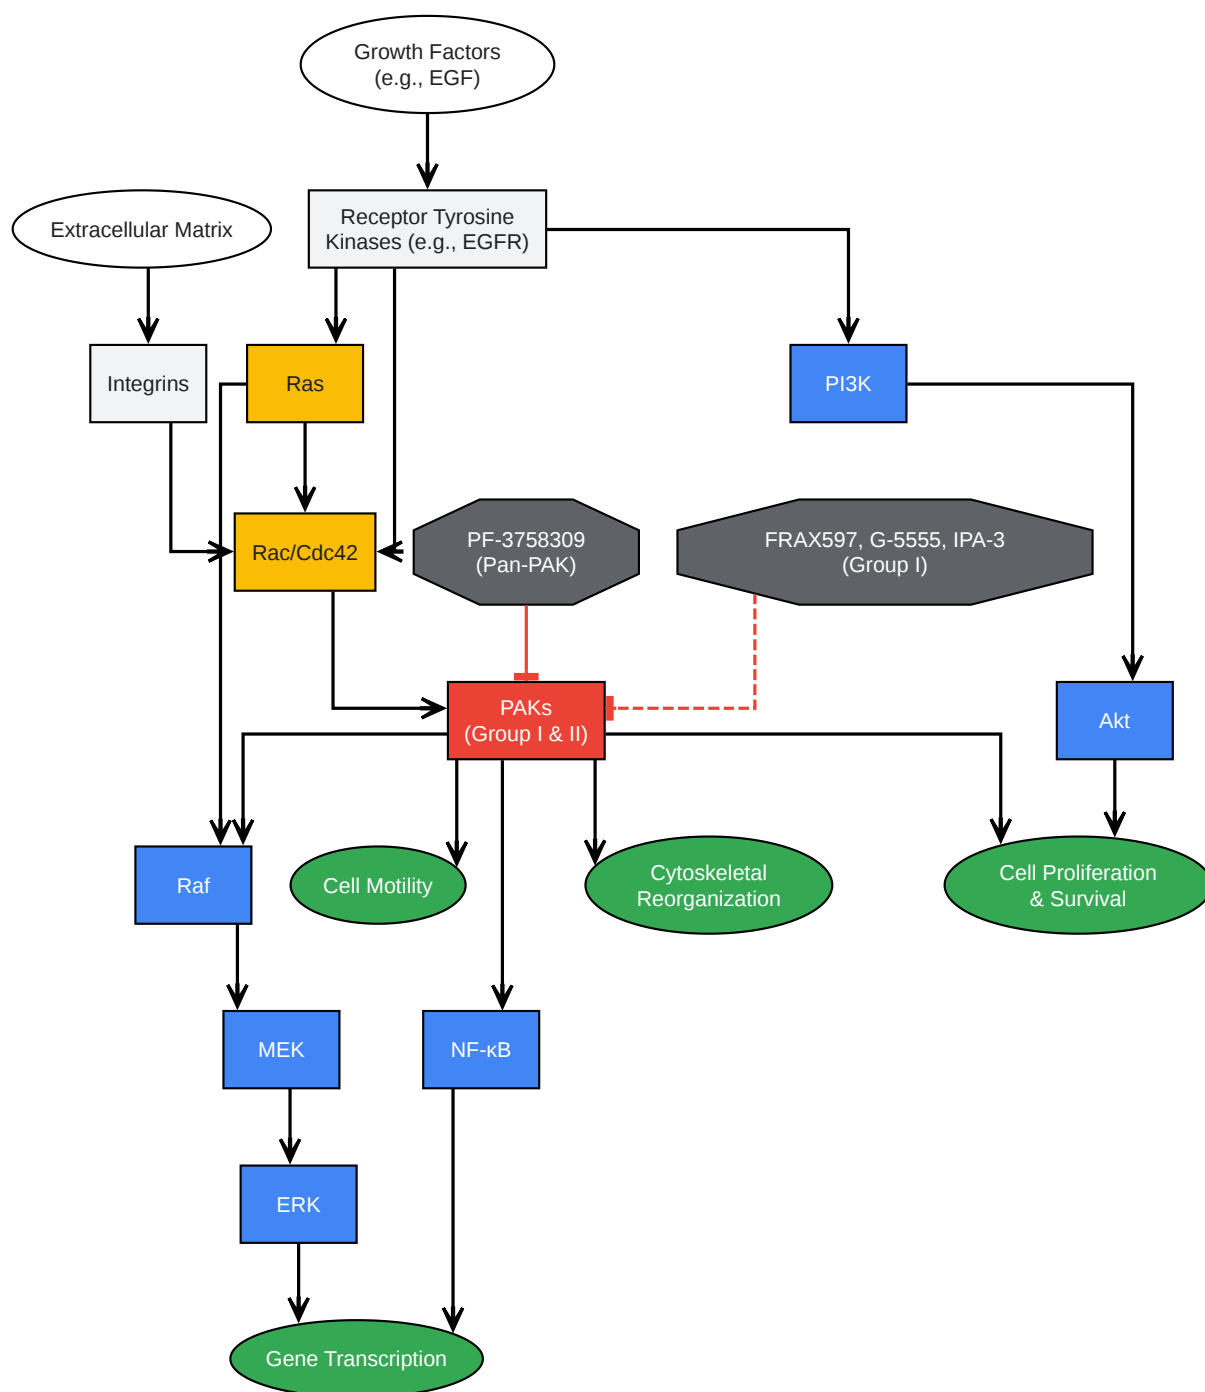 Growth Factors
(e.g., EGF)
Receptor Tyrosine
Kinases (e.g., EGFR)
Extracellular Matrix
Integrins
Ras
PI3K
Rac/Cdc42
PF-3758309
(Pan-PAK)
FRAX597, G-5555, IPA-3
(Group I)
PAKs
(Group I & II)
Akt
Raf
Cell Motility
Cytoskeletal
Reorganization
Cell Proliferation
& Survival
MEK
NF-κB
ERK
Gene Transcription